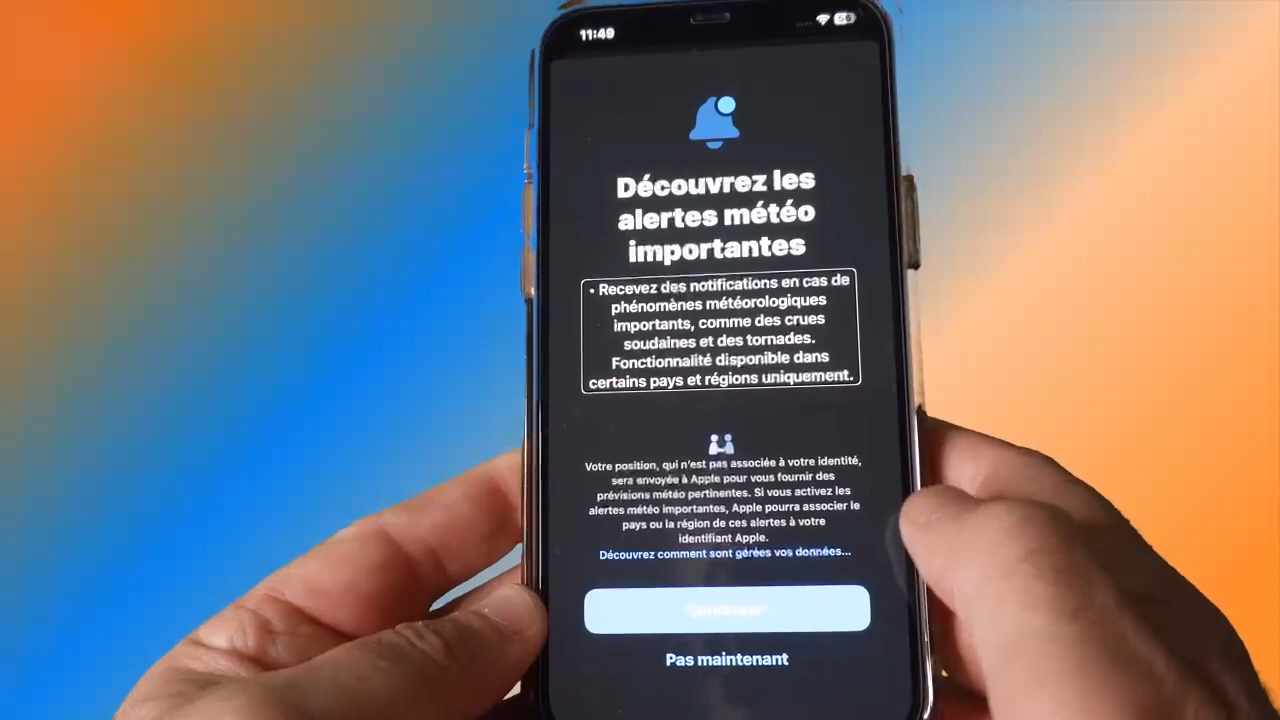 11:49
56
Découvrez les
alertes météo
importantes
• Recevez des notifications en cas de
phénomènes météorologiques
importants, comme des crues
soudaines et des tornades.
Fonctionnalité disponible dans
certains pays et régions uniquement.
Votre position, qui n'est pas associée à votre identité,
sera envoyée à Apple pour vous fournir des
prévisions météo pertinentes. Si vous activez les
alertes météo importantes, Apple pourra associer le
pays ou la région de ces alertes à votre
identifiant Apple.
Découvrez comment sont gérées vos données...
Pas maintenant